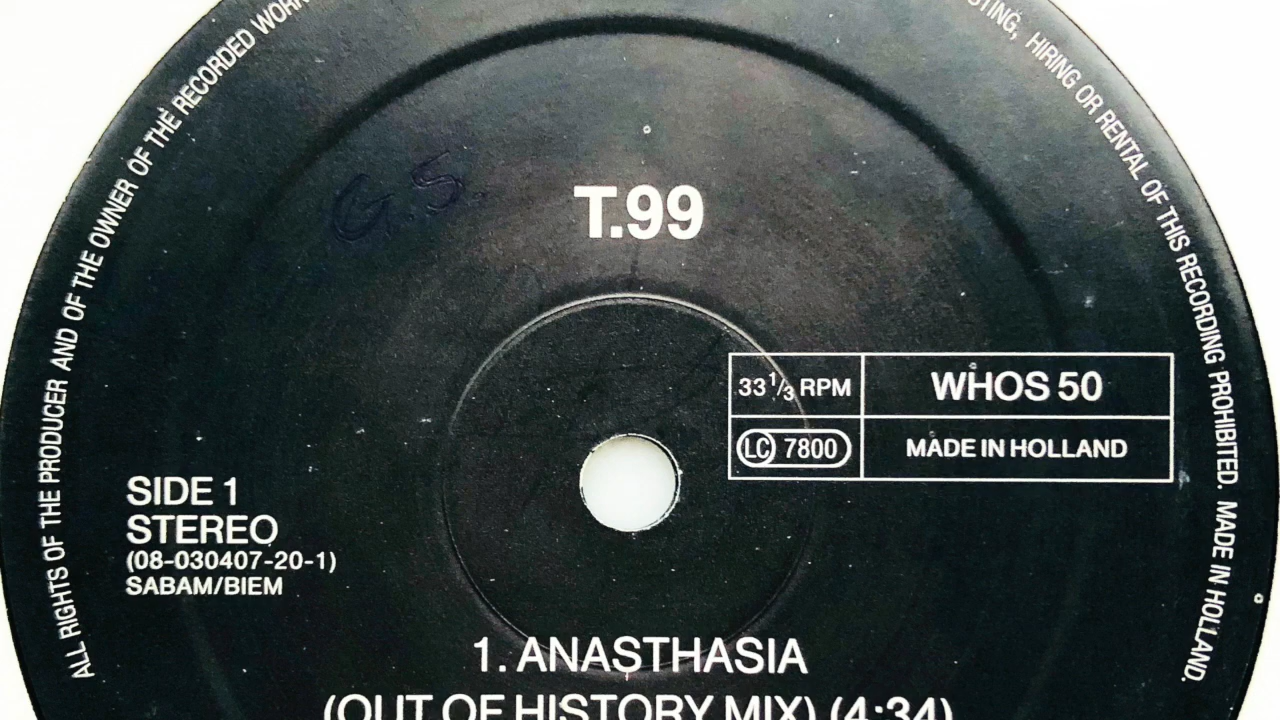 ALL RIGHTS OF THE PRODUCER AND OF THE OWNER OF THE RECORDED
HIRING OR RENTAL OF THIS RECORDING PROHIBITED. MADE IN HOLLAND.
G.S.
T.99
33 1/3 RPM
WHOS 50
LC 7800
MADE IN HOLLAND
SIDE 1
STEREO
(08-030407-20-1)
SABAM/BIEM
1. ANASTHASIA
(OUT OF HISTORY MIX) (4:34)